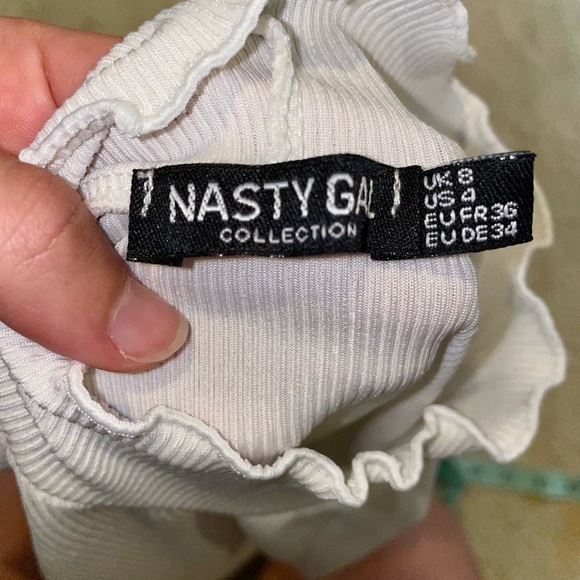 NASTY GAL
COLLECTION
UK 8
US 4
EU FR 36
EU DE 34